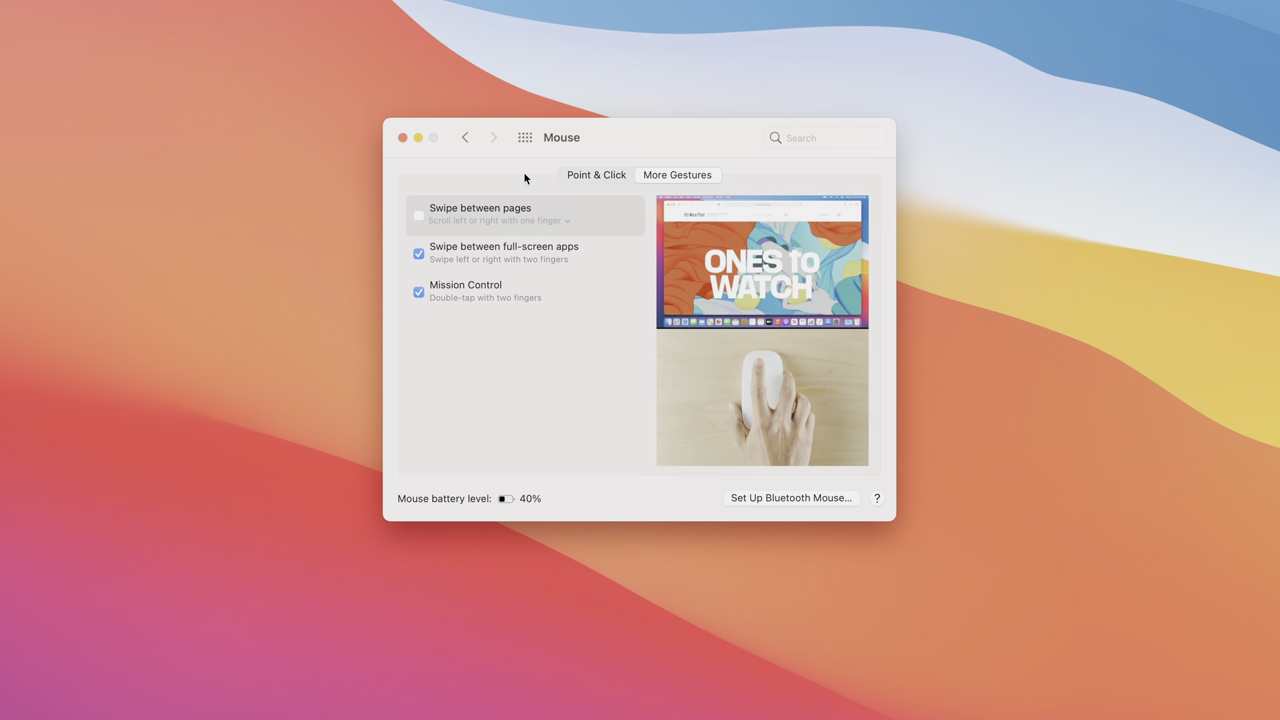 Mouse
Search
Point & Click
More Gestures
Swipe between pages
Scroll left or right with one finger
Swipe between full-screen apps
Swipe left or right with two fingers
Mission Control
Double-tap with two fingers
ONES to
WATCH
Mouse battery level: 40%
Set Up Bluetooth Mouse...
?